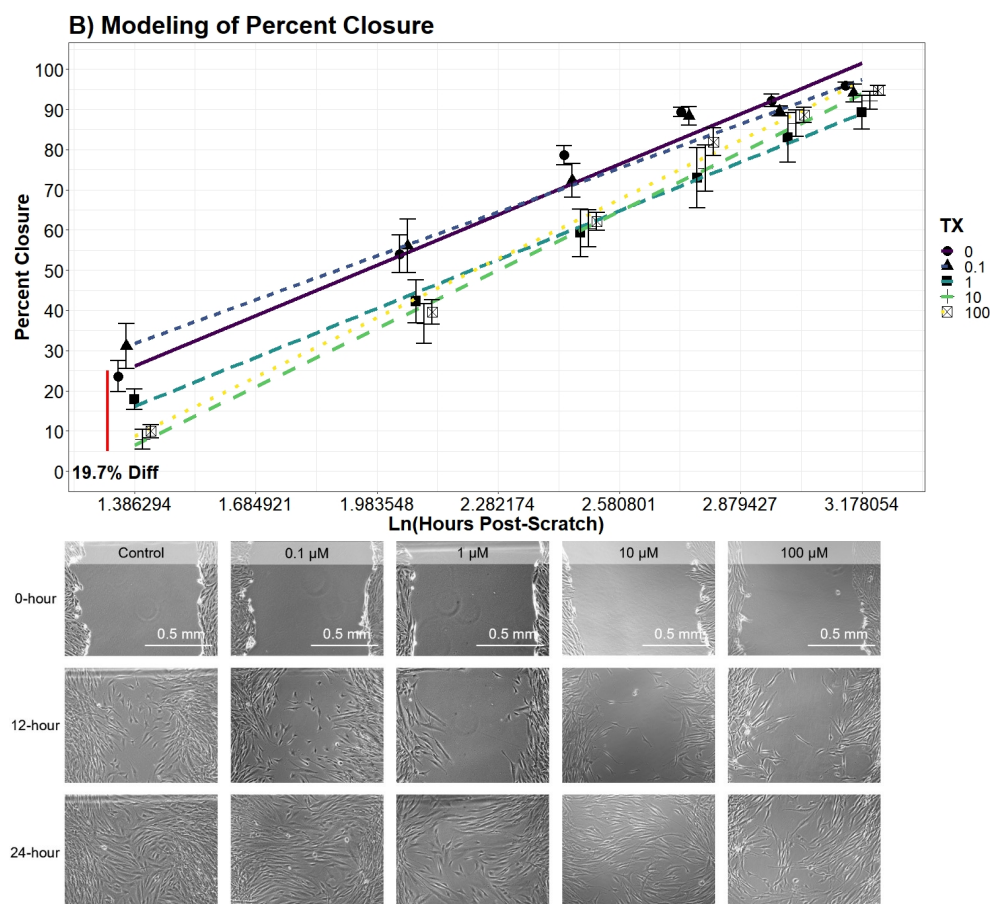 B) Modeling of Percent Closure
100
90
80
70
60
50
40
30
20
10
0
Percent Closure
19.7% Diff
1.386294 1.684921 1.983548 2.282174 2.580801 2.879427 3.178054
Ln(Hours Post-Scratch)
TX
0
0.1
1
10
100
Control 0.1 µM 1 µM 10 µM 100 µM
0-hour
0.5 mm 0.5 mm 0.5 mm 0.5 mm 0.5 mm
12-hour
24-hour